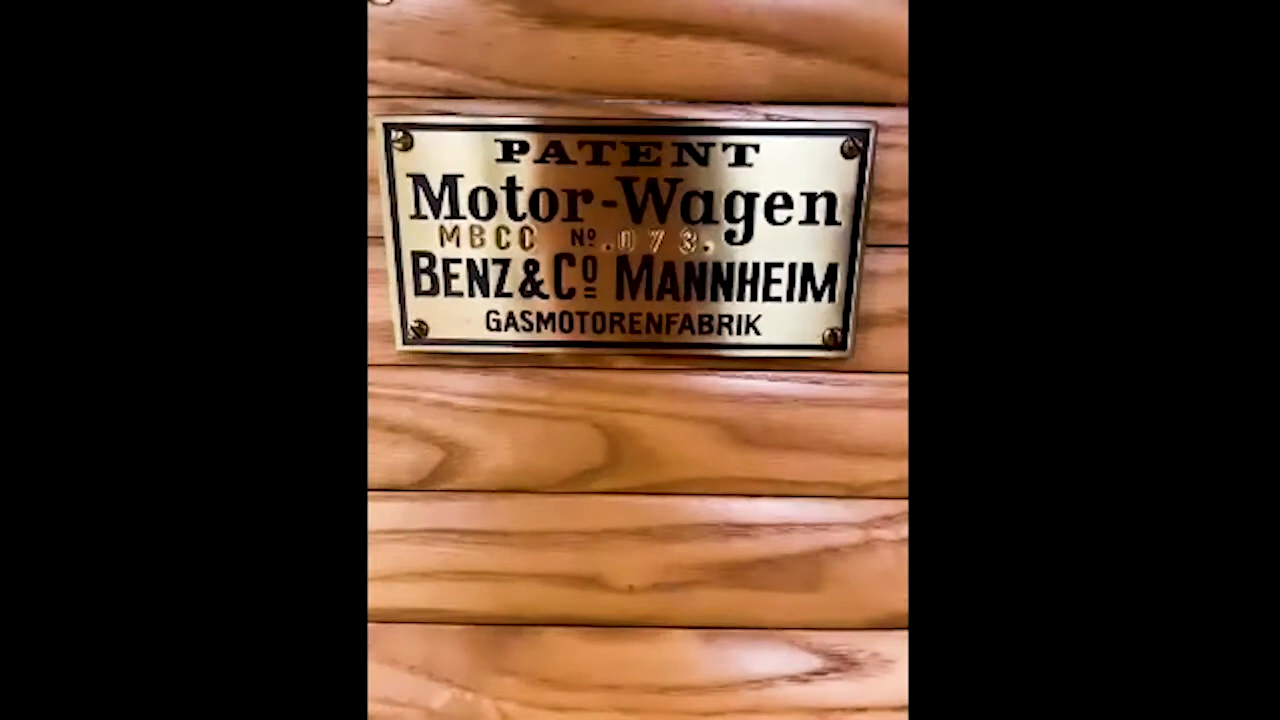 PATENT
Motor-Wagen
MBCC Nº.073.
BENZ & Cº MANNHEIM
GASMOTORENFABRIK